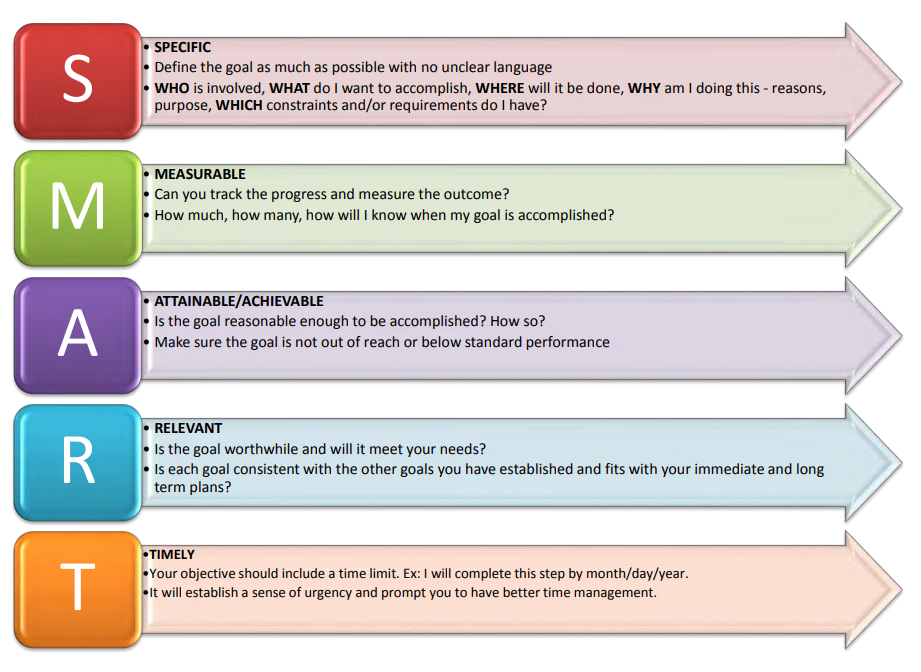 S
• SPECIFIC
• Define the goal as much as possible with no unclear language
• WHO is involved, WHAT do I want to accomplish, WHERE will it be done, WHY am I doing this - reasons,
purpose, WHICH constraints and/or requirements do I have?
M
• MEASURABLE
• Can you track the progress and measure the outcome?
• How much, how many, how will I know when my goal is accomplished?
A
• ATTAINABLE/ACHIEVABLE
• Is the goal reasonable enough to be accomplished? How so?
• Make sure the goal is not out of reach or below standard performance
R
• RELEVANT
• Is the goal worthwhile and will it meet your needs?
• Is each goal consistent with the other goals you have established and fits with your immediate and long
term plans?
T
•TIMELY
•Your objective should include a time limit. Ex: I will complete this step by month/day/year.
•It will establish a sense of urgency and prompt you to have better time management.